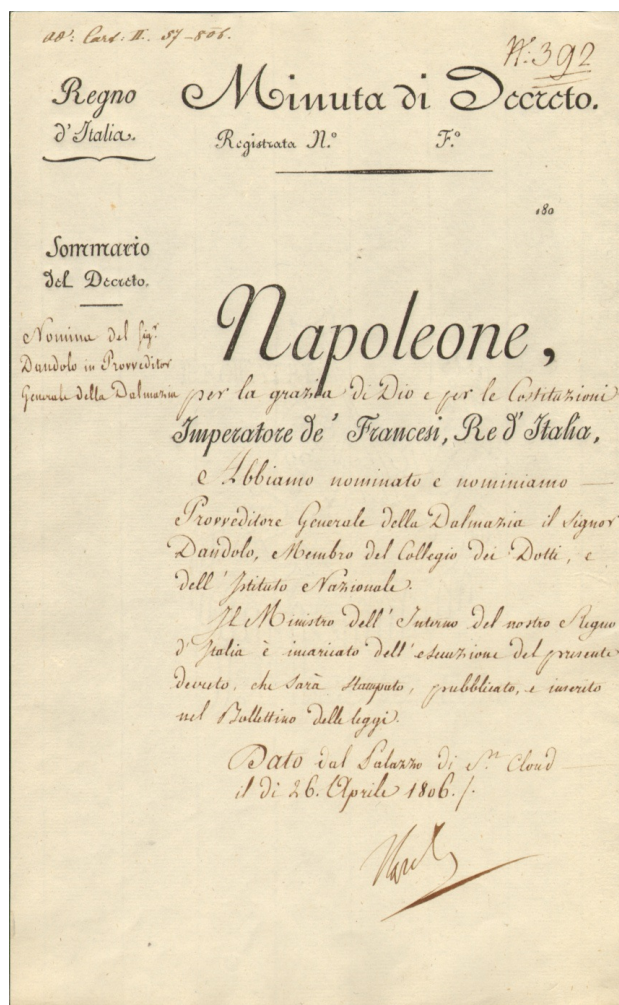 N.º 392
Regno
d'Italia.
Minuta di Decreto.
Registrata N.º F.º
180
Sommario
del Decreto.
Nomina del Sig.r
Dandolo in Provveditor
Generale della Dalmazia
Napoleone,
per la grazia di Dio e per le Costituzioni
Imperatore de' Francesi, Re d'Italia,
Abbiamo nominato e nominiamo —
Provveditore Generale della Dalmazia il Signor
Dandolo, Membro del Collegio dei Dotti, e
dell'Istituto Nazionale.
Il Ministro dell'Interno del nostro Regno
d'Italia è incaricato dell'esecuzione del presente
decreto, che sarà stampato, pubblicato, e inserito
nel Bollettino delle leggi.
Dato dal Palazzo di S.n Cloud —
il dì 26. Aprile 1806. /.